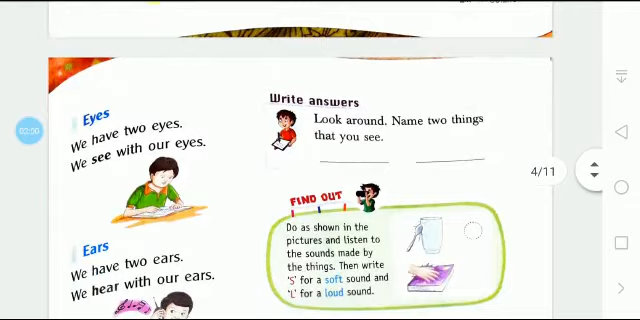 Eyes
We have two eyes.
We see with our eyes.
Ears
We have two ears.
We hear with our ears.
Write answers
Look around. Name two things
that you see.
FIND OUT
Do as shown in the
pictures and listen to
the sounds made by
the things. Then write
'S' for a soft sound and
'L' for a loud sound.
4/11